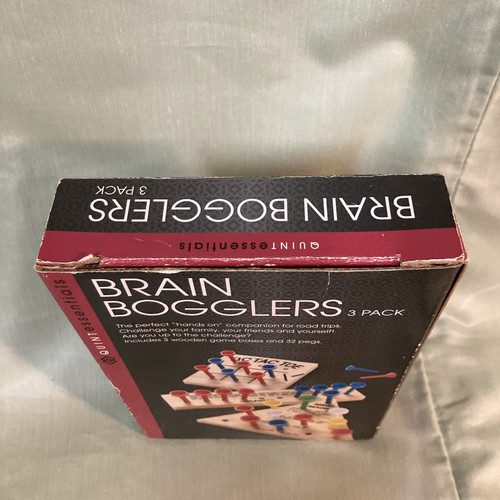 BRAIN BOGGLERS
3 PACK
QUINTessentials
BRAIN
BOGGLERS 3 PACK
The perfect "hands on" companion for road trips.
Challenge your family, your friends and yourself!
Are you up to the challenge?
Includes 3 wooden game bases and 32 pegs.
QUINTessentials
TIC TAC TOE